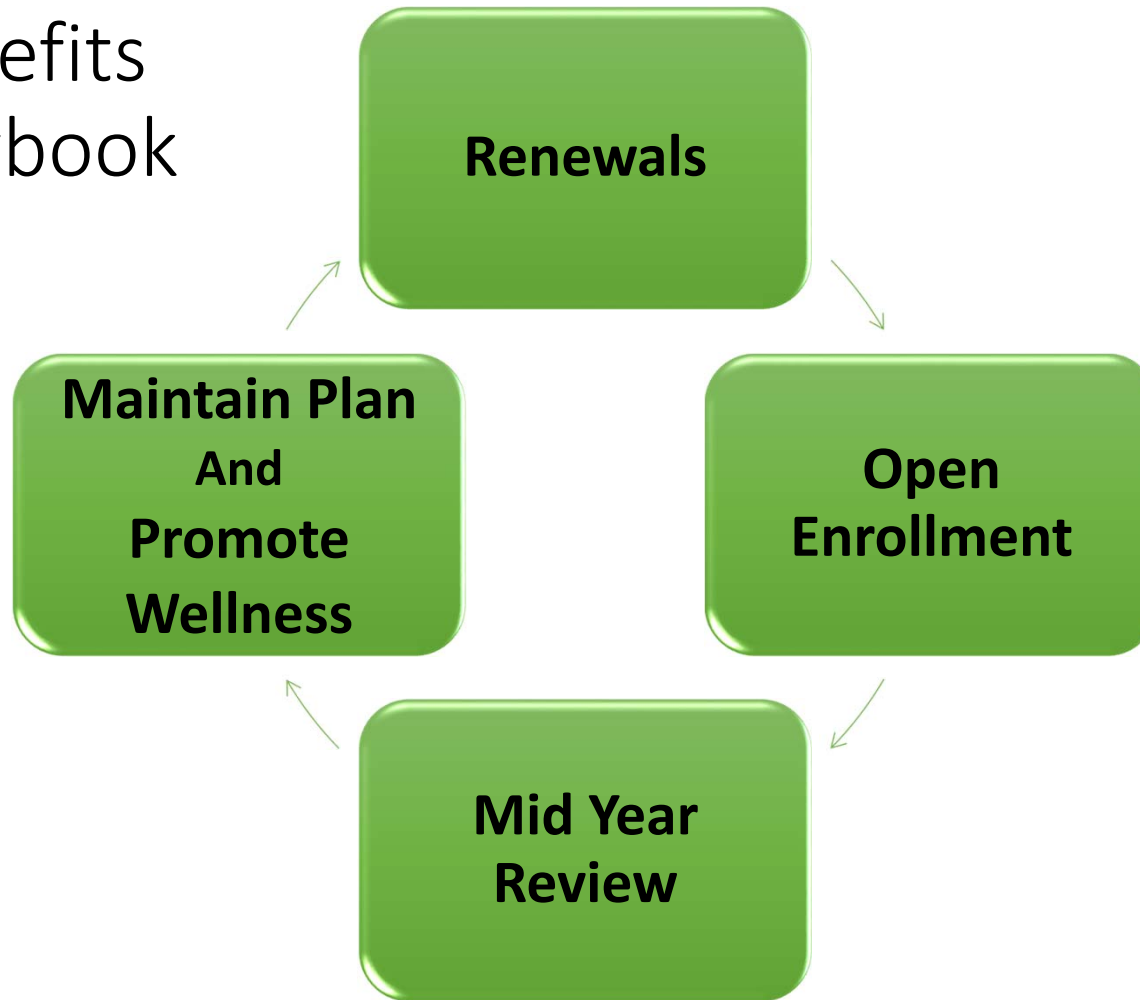 efits
book
Renewals
Maintain Plan
And
Promote
Wellness
Open
Enrollment
Mid Year
Review